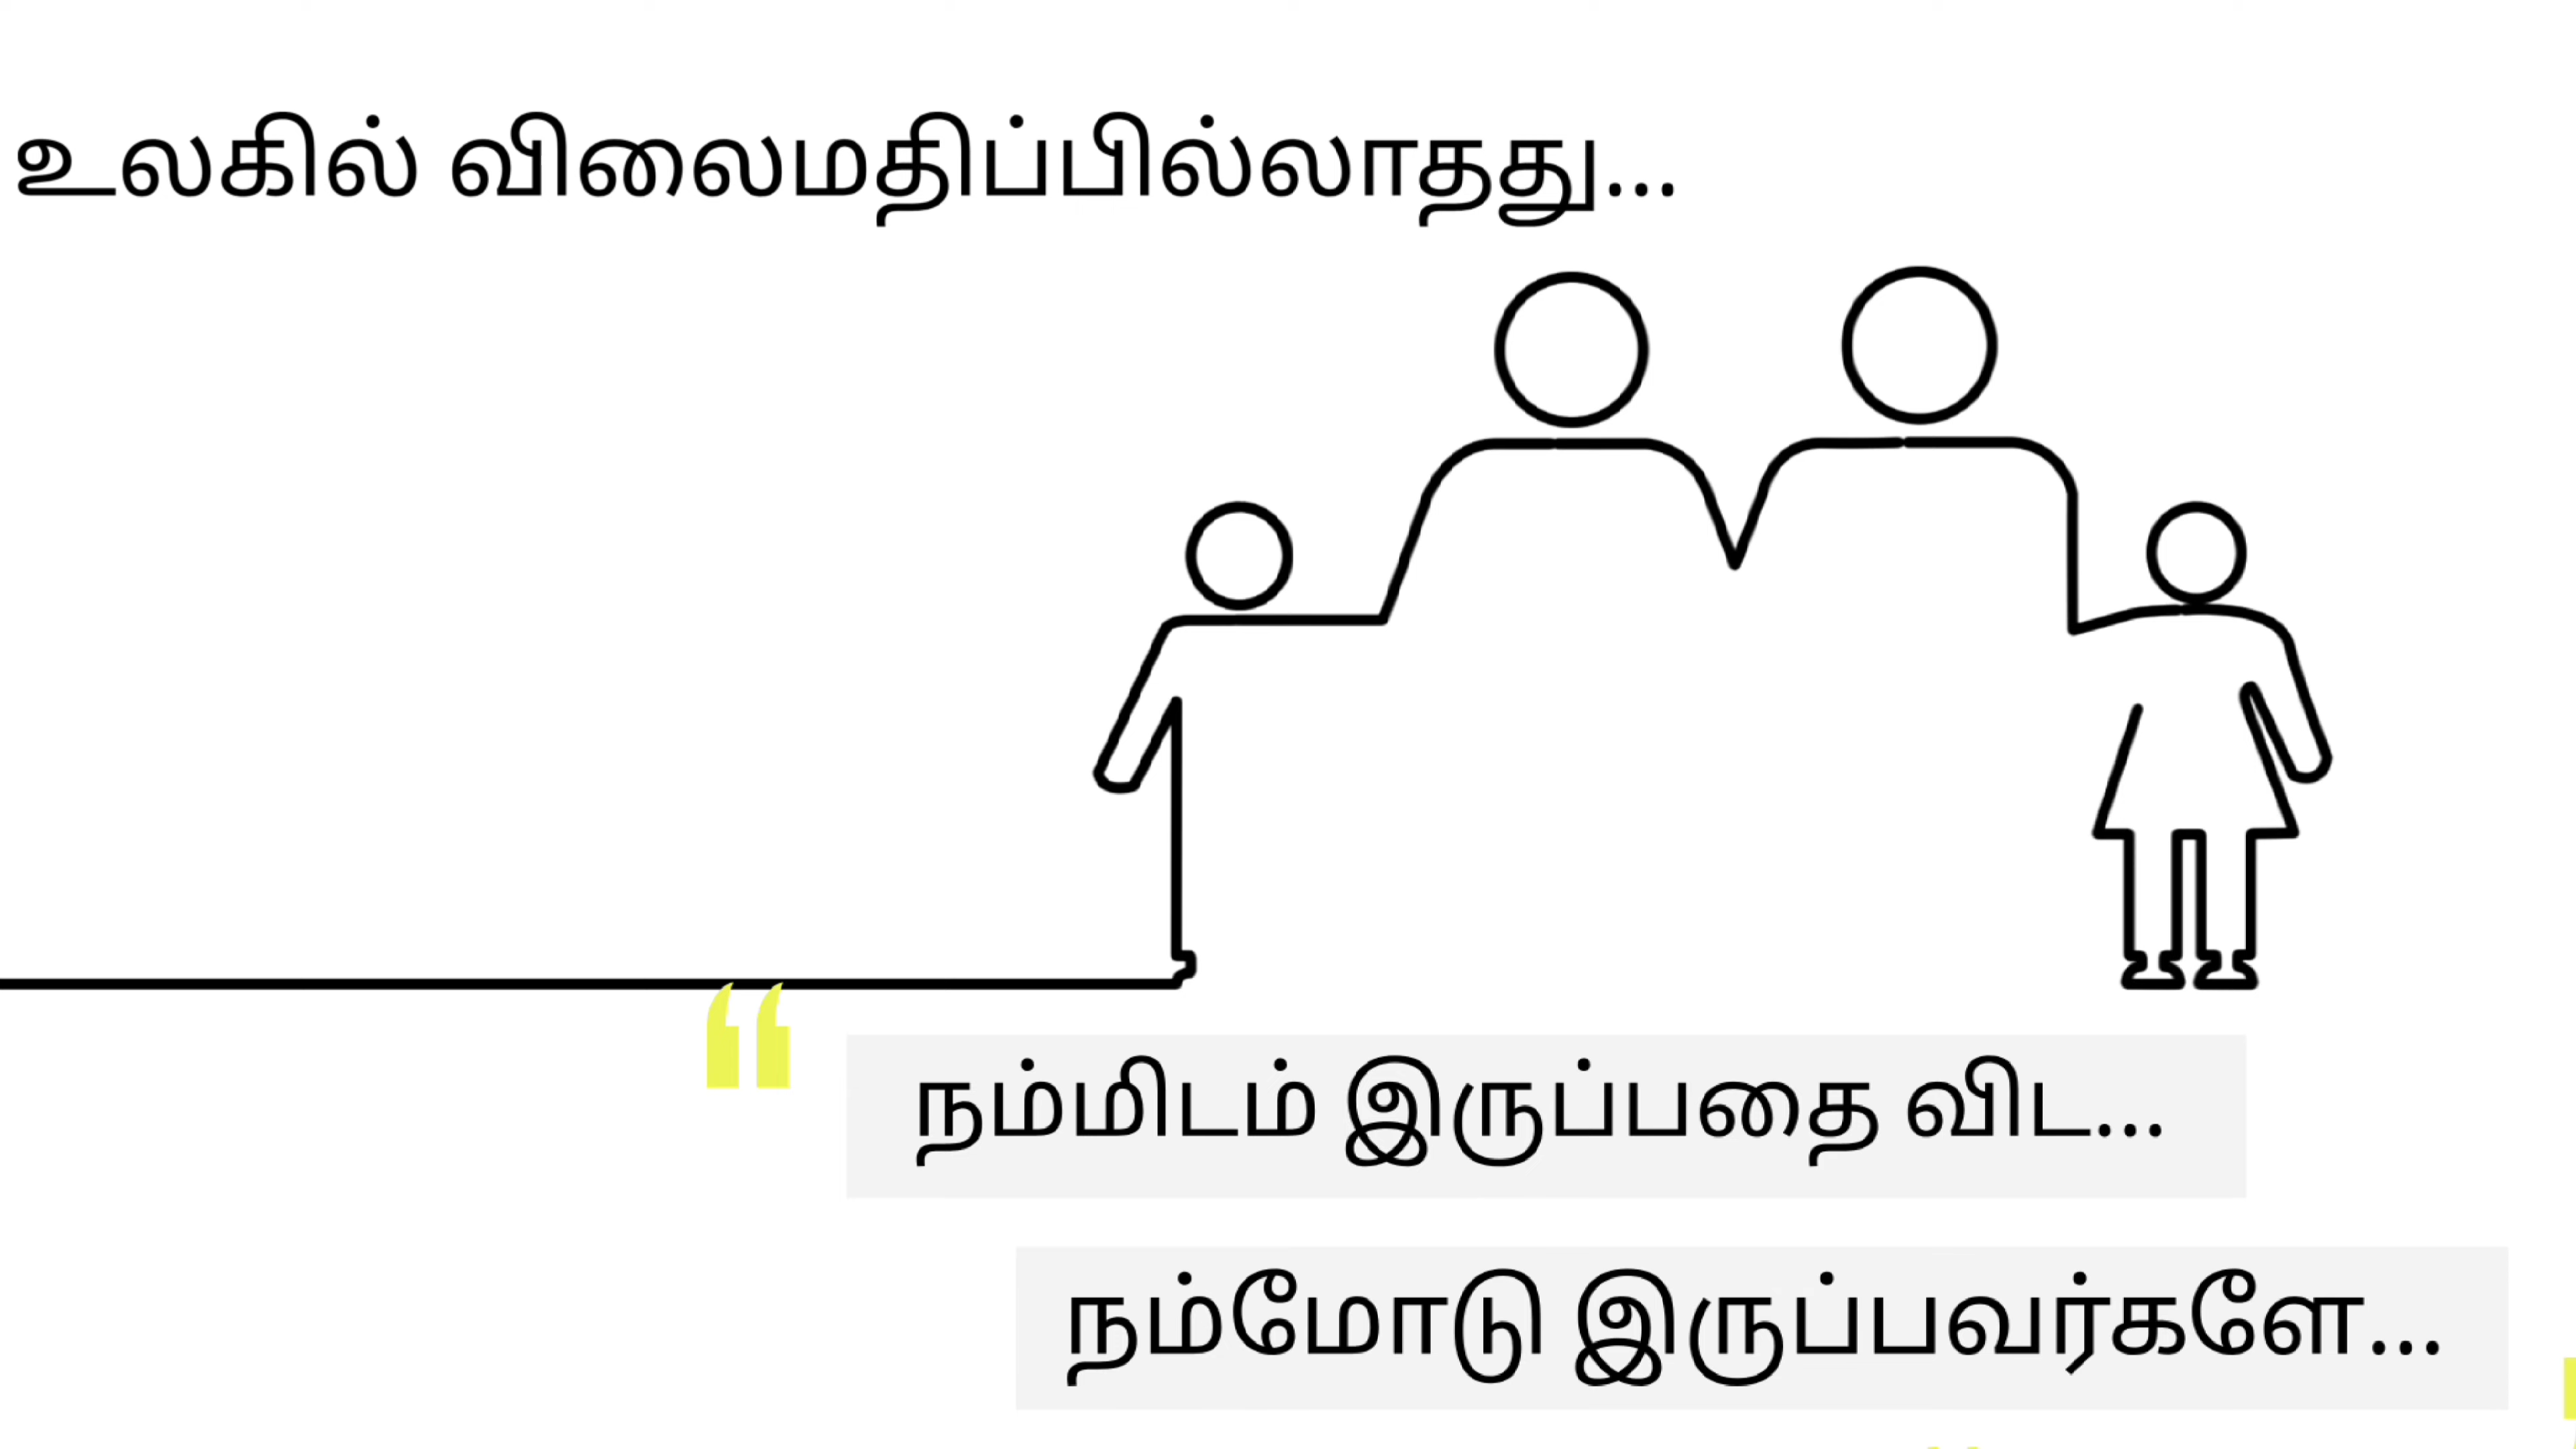 உலகில் விலைமதிப்பில்லாதது...
நம்மிடம் இருப்பதை விட...
நம்மோடு இருப்பவர்களே...